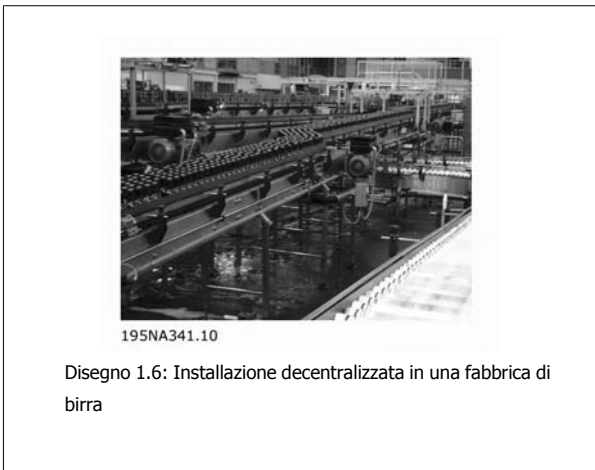 195NA341.10
Disegno 1.6: Installazione decentralizzata in una fabbrica di
birra